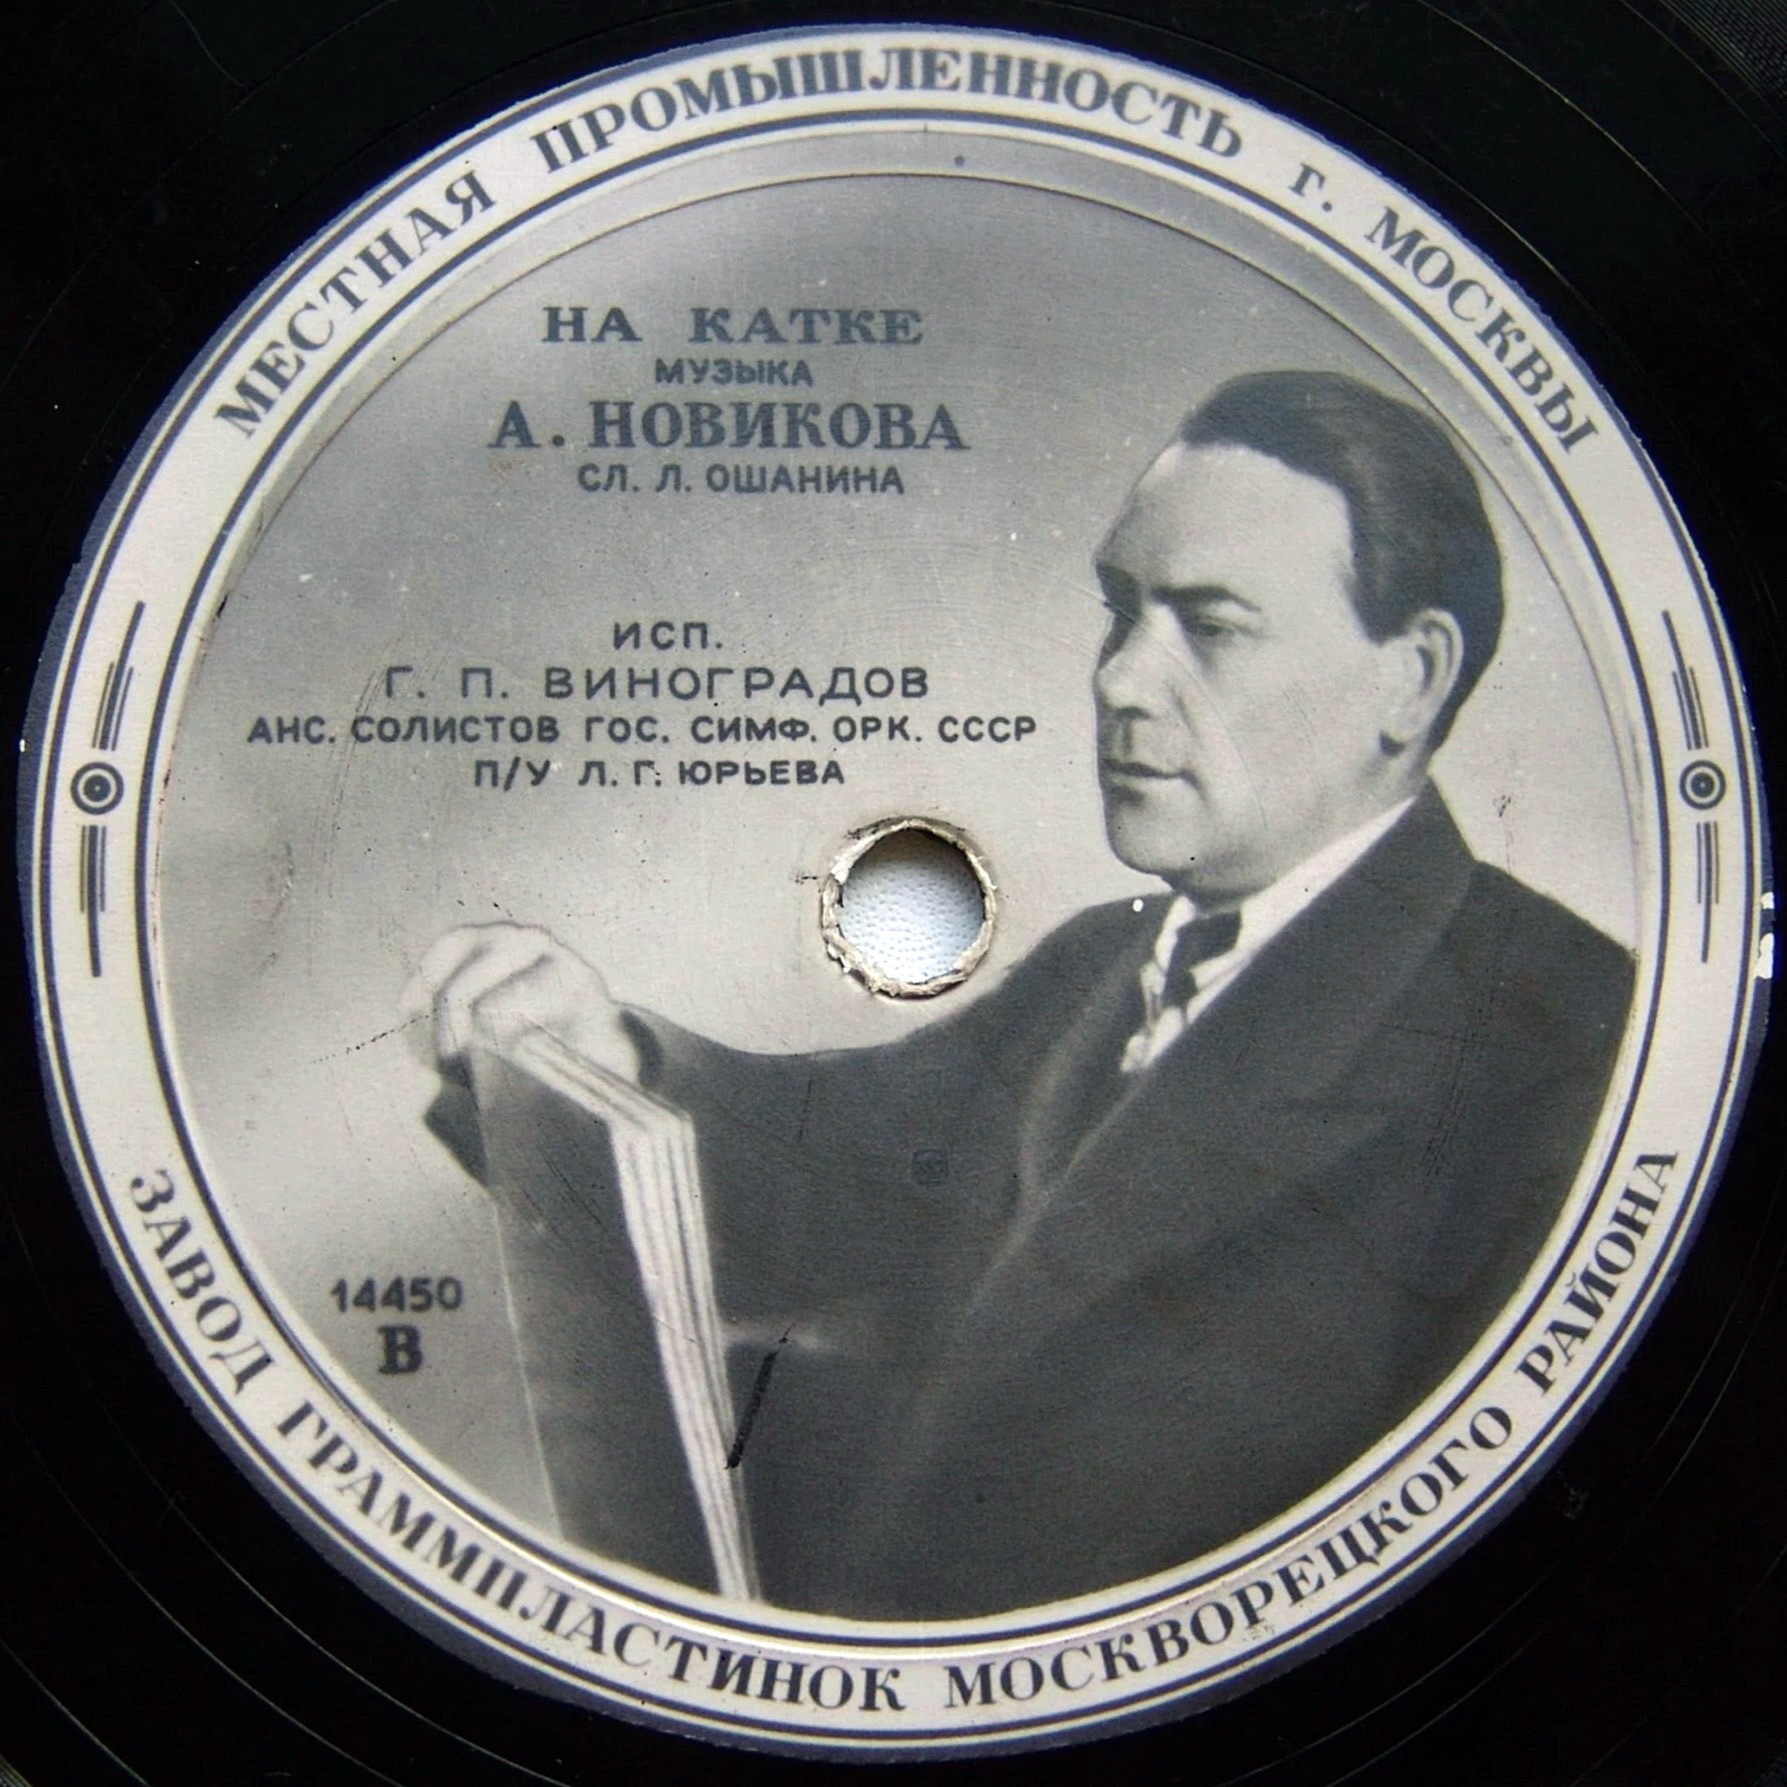 МЕСТНАЯ ПРОМЫШЛЕННОСТЬ г. МОСКВЫ
НА КАТКЕ
МУЗЫКА
А. НОВИКОВА
СЛ. Л. ОШАНИНА
ИСП.
Г. П. ВИНОГРАДОВ
АНС. СОЛИСТОВ ГОС. СИМФ. ОРК. СССР
П/У Л. Г. ЮРЬЕВА
14450
В
ЗАВОД ГРАММПЛАСТИНОК МОСКВОРЕЦКОГО РАЙОНА